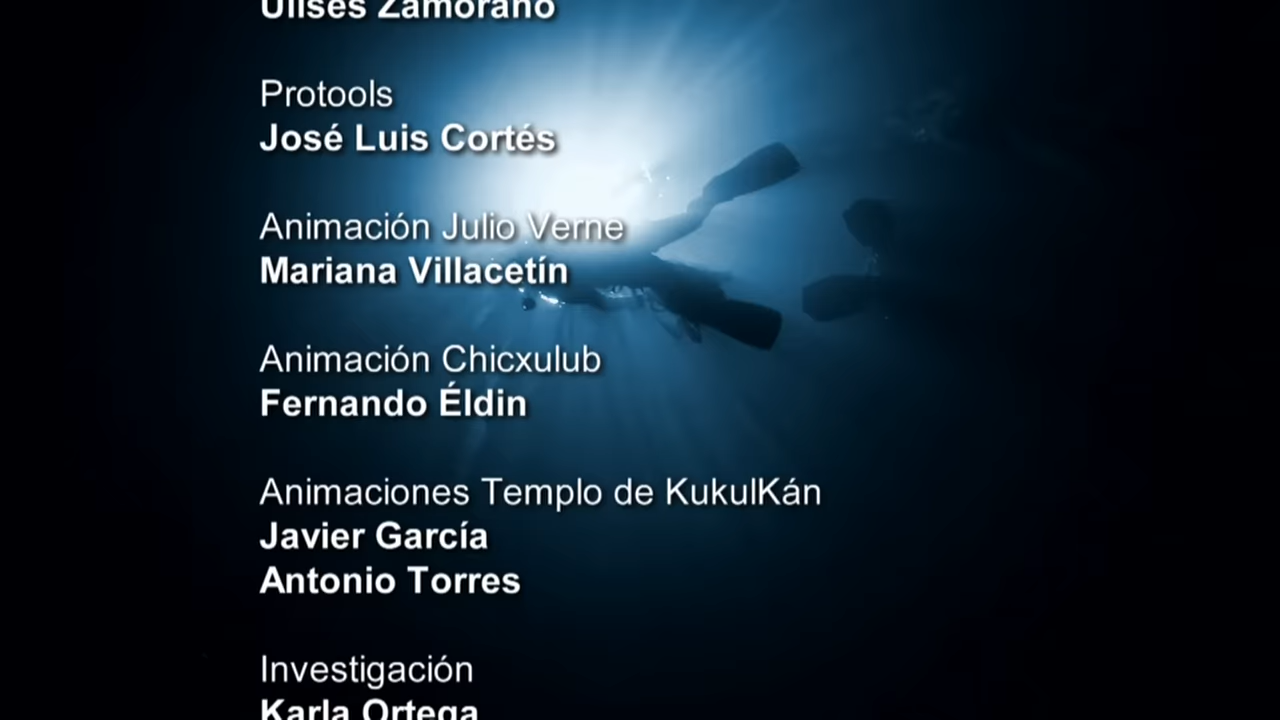 Ulises Zamorano
Protools
José Luis Cortés
Animación Julio Verne
Mariana Villacetín
Animación Chicxulub
Fernando Éldin
Animaciones Templo de KukulKán
Javier García
Antonio Torres
Investigación
Karla Ortega